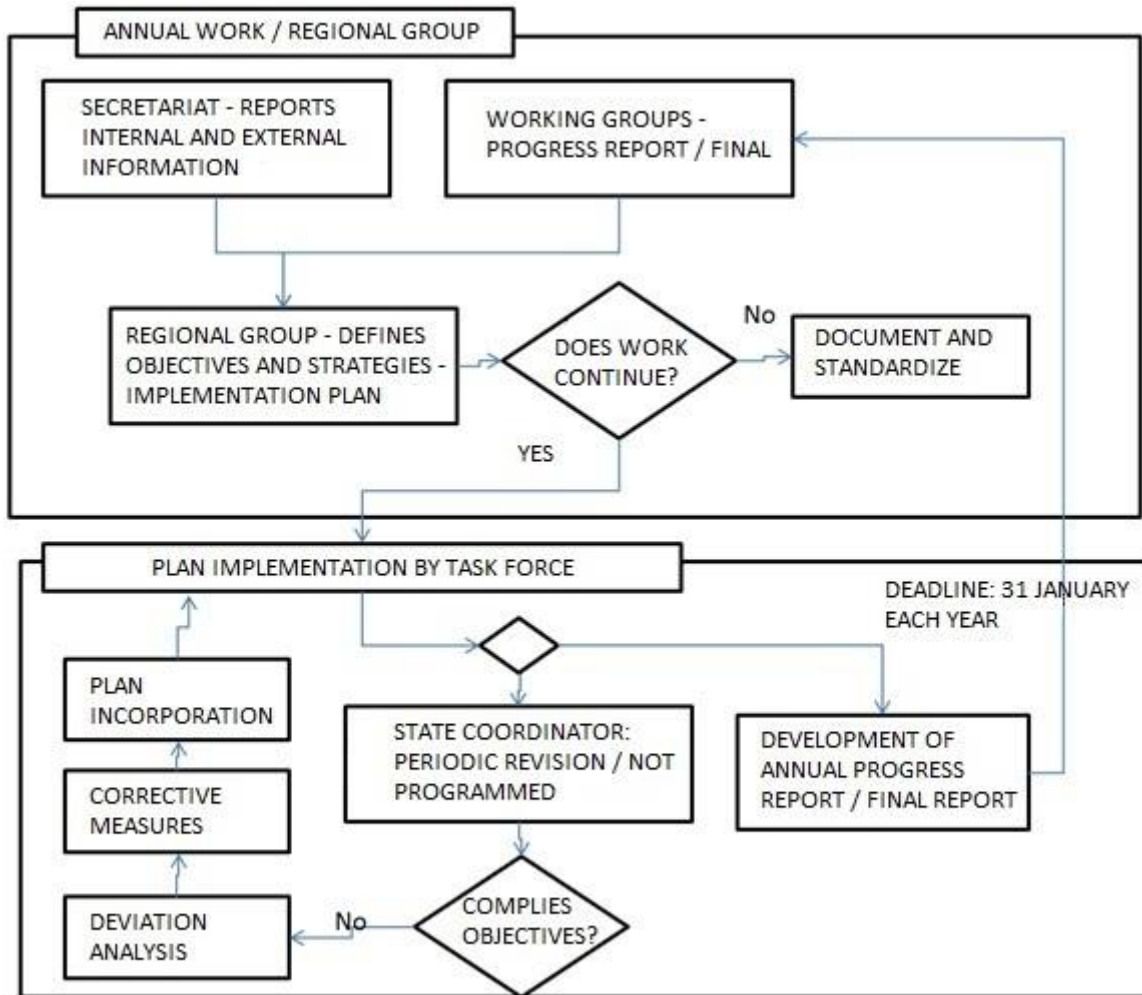 ANNUAL WORK / REGIONAL GROUP
SECRETARIAT - REPORTS
INTERNAL AND EXTERNAL
INFORMATION
WORKING GROUPS -
PROGRESS REPORT / FINAL
REGIONAL GROUP - DEFINES
OBJECTIVES AND STRATEGIES -
IMPLEMENTATION PLAN
DOES WORK
CONTINUE?
No
DOCUMENT AND
STANDARDIZE
YES
PLAN IMPLEMENTATION BY TASK FORCE
DEADLINE: 31 JANUARY
EACH YEAR
PLAN
INCORPORATION
STATE COORDINATOR:
PERIODIC REVISION / NOT
PROGRAMMED
DEVELOPMENT OF
ANNUAL PROGRESS
REPORT / FINAL REPORT
CORRECTIVE
MEASURES
DEVIATION
ANALYSIS
No
COMPLIES
OBJECTIVES?